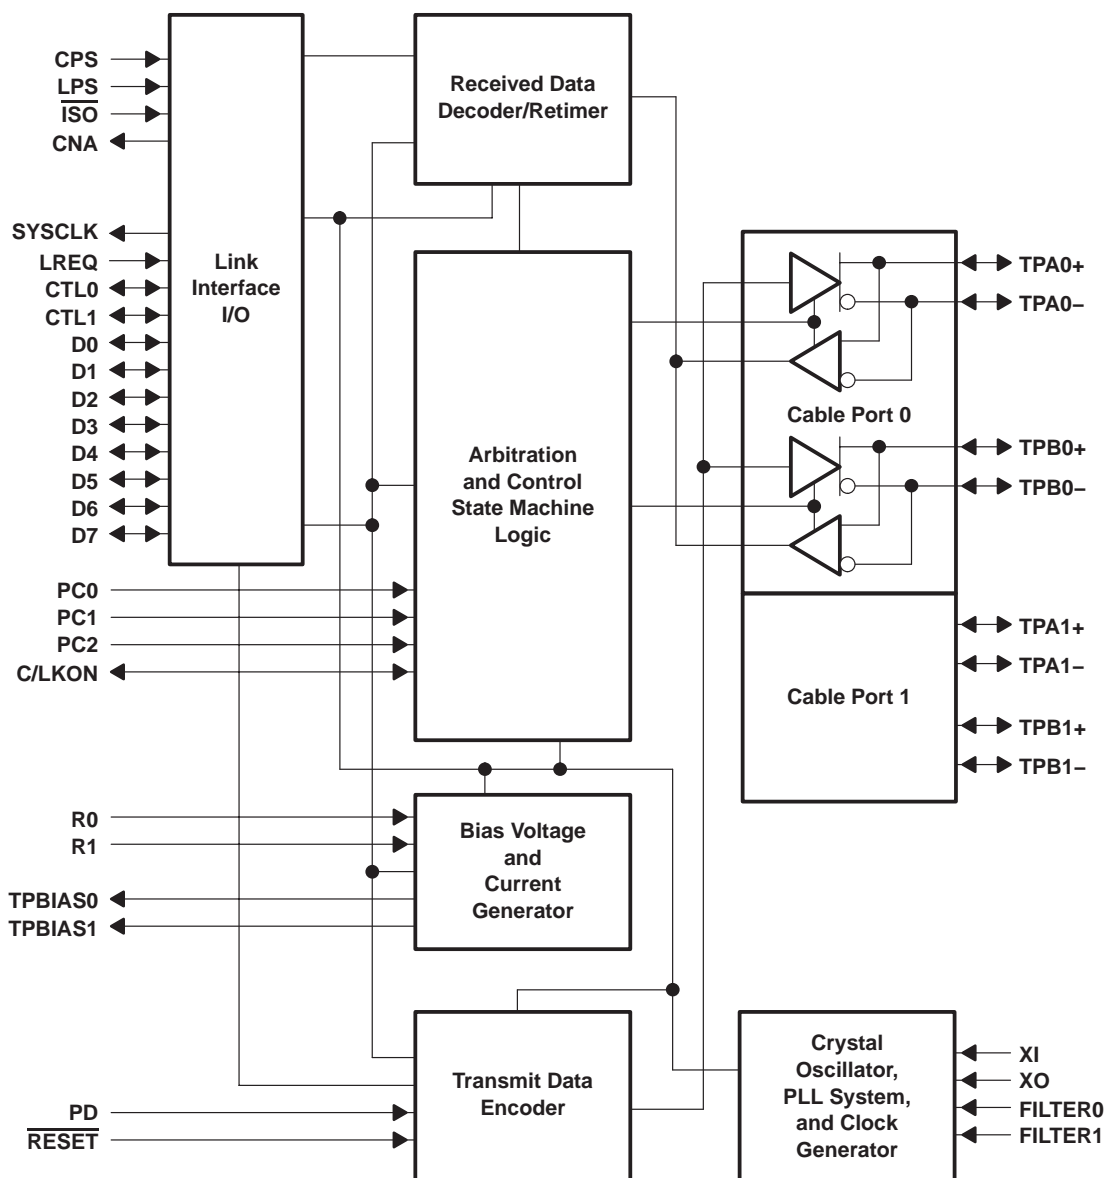 CPS
LPS
ISO
CNA
SYSCLK
LREQ
CTL0
CTL1
D0
D1
D2
D3
D4
D5
D6
D7
PC0
PC1
PC2
C/LKON
R0
R1
TPBIAS0
TPBIAS1
PD
RESET
Link
Interface
I/O
Received Data
Decoder/Retimer
Arbitration
and Control
State Machine
Logic
Bias Voltage
and
Current
Generator
Transmit Data
Encoder
Cable Port 0
Cable Port 1
Crystal
Oscillator,
PLL System,
and Clock
Generator
TPA0+
TPA0−
TPB0+
TPB0−
TPA1+
TPA1−
TPB1+
TPB1−
XI
XO
FILTER0
FILTER1